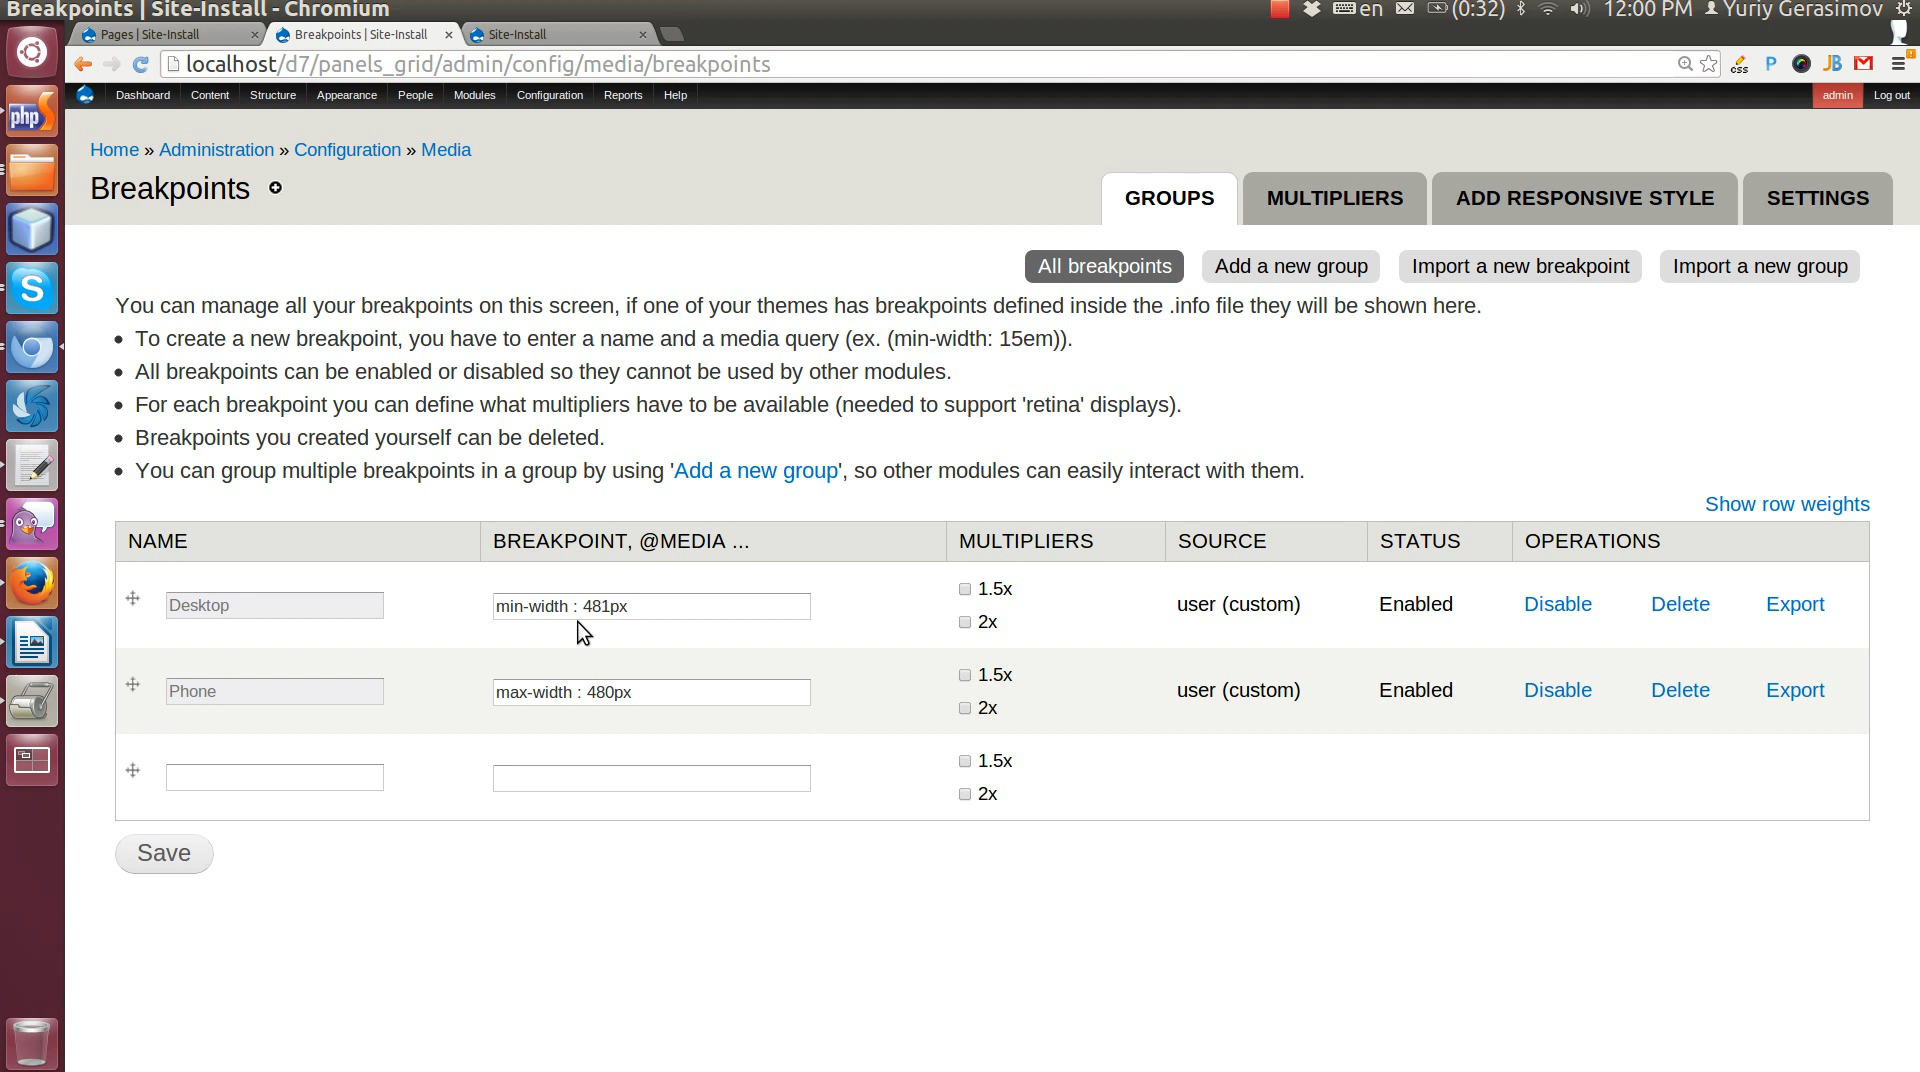 Breakpoints | Site-Install - Chromium
en
(0:32)
12:00 PM
Yuriy Gerasimov
Pages | Site-Install
Breakpoints | Site-Install
Site-Install
localhost/d7/panels_grid/admin/config/media/breakpoints
css
P
JB
Dashboard
Content
Structure
Appearance
People
Modules
Configuration
Reports
Help
admin
Log out
php
S
Home » Administration » Configuration » Media
Breakpoints
GROUPS
MULTIPLIERS
ADD RESPONSIVE STYLE
SETTINGS
All breakpoints
Add a new group
Import a new breakpoint
Import a new group
You can manage all your breakpoints on this screen, if one of your themes has breakpoints defined inside the .info file they will be shown here.
To create a new breakpoint, you have to enter a name and a media query (ex. (min-width: 15em)).
All breakpoints can be enabled or disabled so they cannot be used by other modules.
For each breakpoint you can define what multipliers have to be available (needed to support 'retina' displays).
Breakpoints you created yourself can be deleted.
You can group multiple breakpoints in a group by using 'Add a new group', so other modules can easily interact with them.
Show row weights
NAME
BREAKPOINT, @MEDIA ...
MULTIPLIERS
SOURCE
STATUS
OPERATIONS
Desktop
min-width : 481px
1.5x
2x
user (custom)
Enabled
Disable
Delete
Export
Phone
max-width : 480px
1.5x
2x
user (custom)
Enabled
Disable
Delete
Export
1.5x
2x
Save